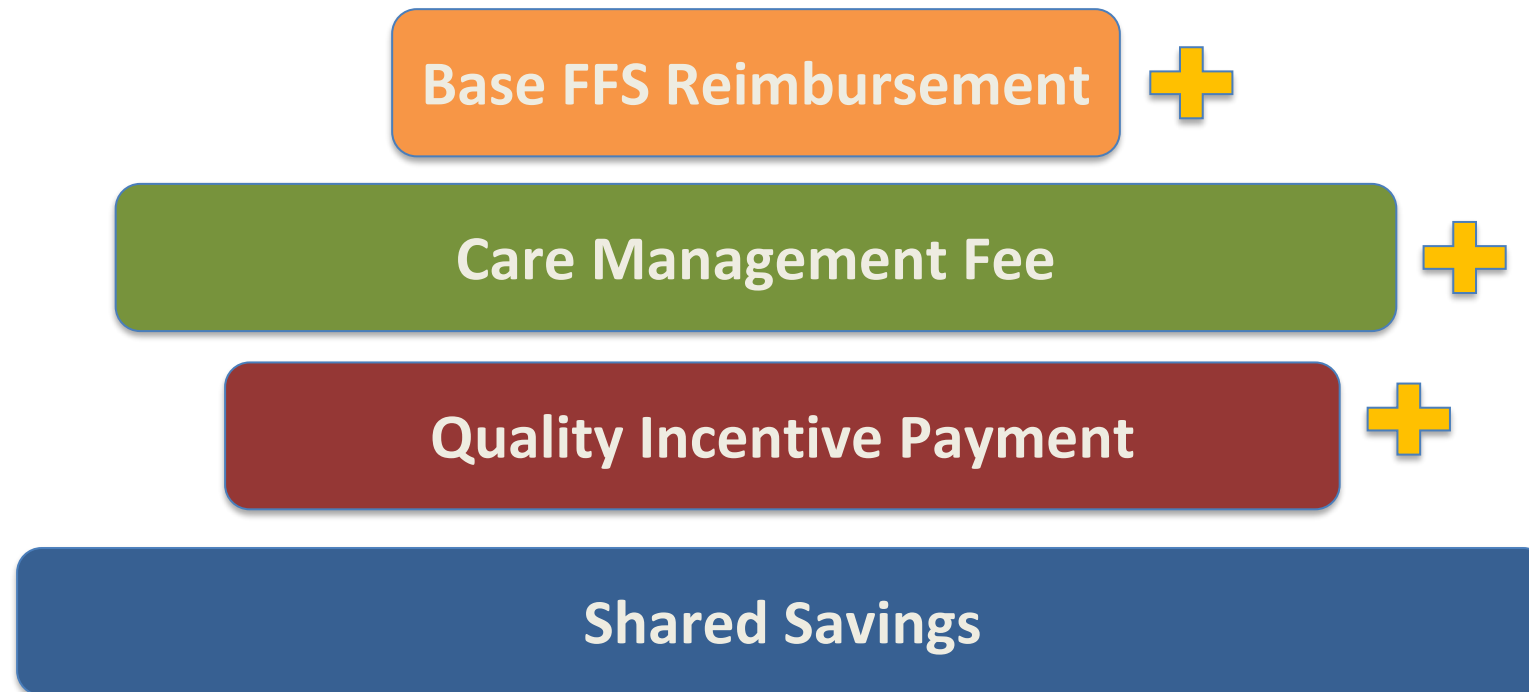 Base FFS Reimbursement
Care Management Fee
Quality Incentive Payment
Shared Savings